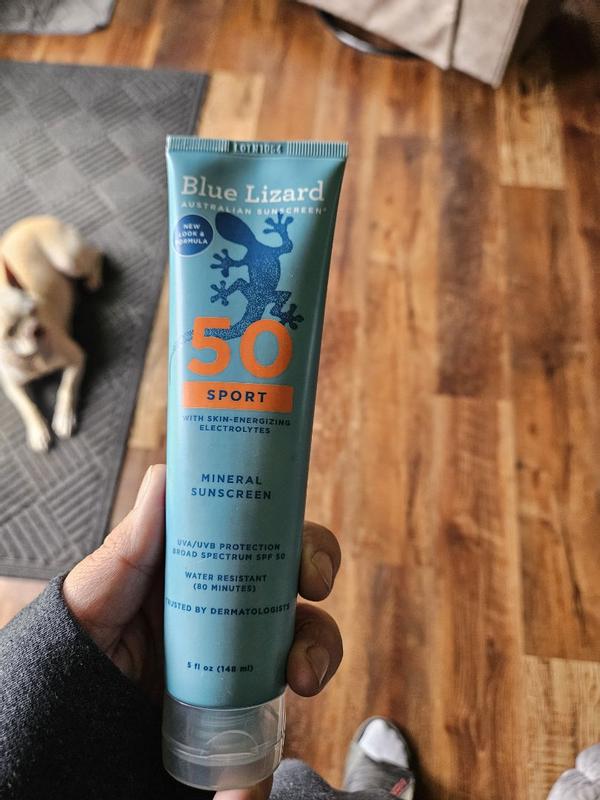 Blue Lizard
AUSTRALIAN SUNSCREEN®
NEW
LOOK &
FORMULA
50
SPORT
WITH SKIN-ENERGIZING
ELECTROLYTES
MINERAL
SUNSCREEN
UVA/UVB PROTECTION
BROAD SPECTRUM SPF 50
WATER RESISTANT
(80 MINUTES)
TRUSTED BY DERMATOLOGISTS
5 fl oz (148 ml)